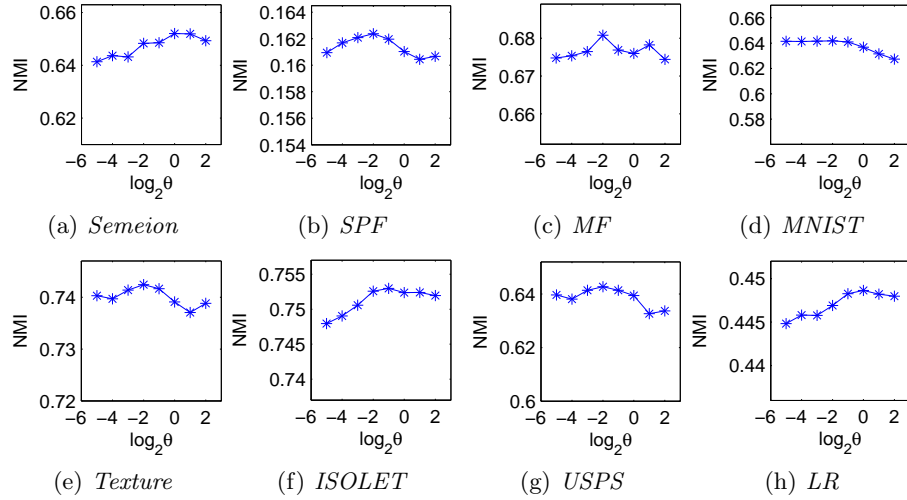 0.66
0.64
0.62
NMI
−6 −4 −2 0 2
log2θ
(a) Semeion
0.164
0.162
0.16
0.158
0.156
0.154
NMI
−6 −4 −2 0 2
log2θ
(b) SPF
0.68
0.67
0.66
NMI
−6 −4 −2 0 2
log2θ
(c) MF
0.66
0.64
0.62
0.6
0.58
NMI
−6 −4 −2 0 2
log2θ
(d) MNIST
0.74
0.73
0.72
NMI
−6 −4 −2 0 2
log2θ
(e) Texture
0.755
0.75
0.745
0.74
NMI
−6 −4 −2 0 2
log2θ
(f) ISOLET
0.64
0.62
0.6
NMI
−6 −4 −2 0 2
log2θ
(g) USPS
0.45
0.445
0.44
NMI
−6 −4 −2 0 2
log2θ
(h) LR